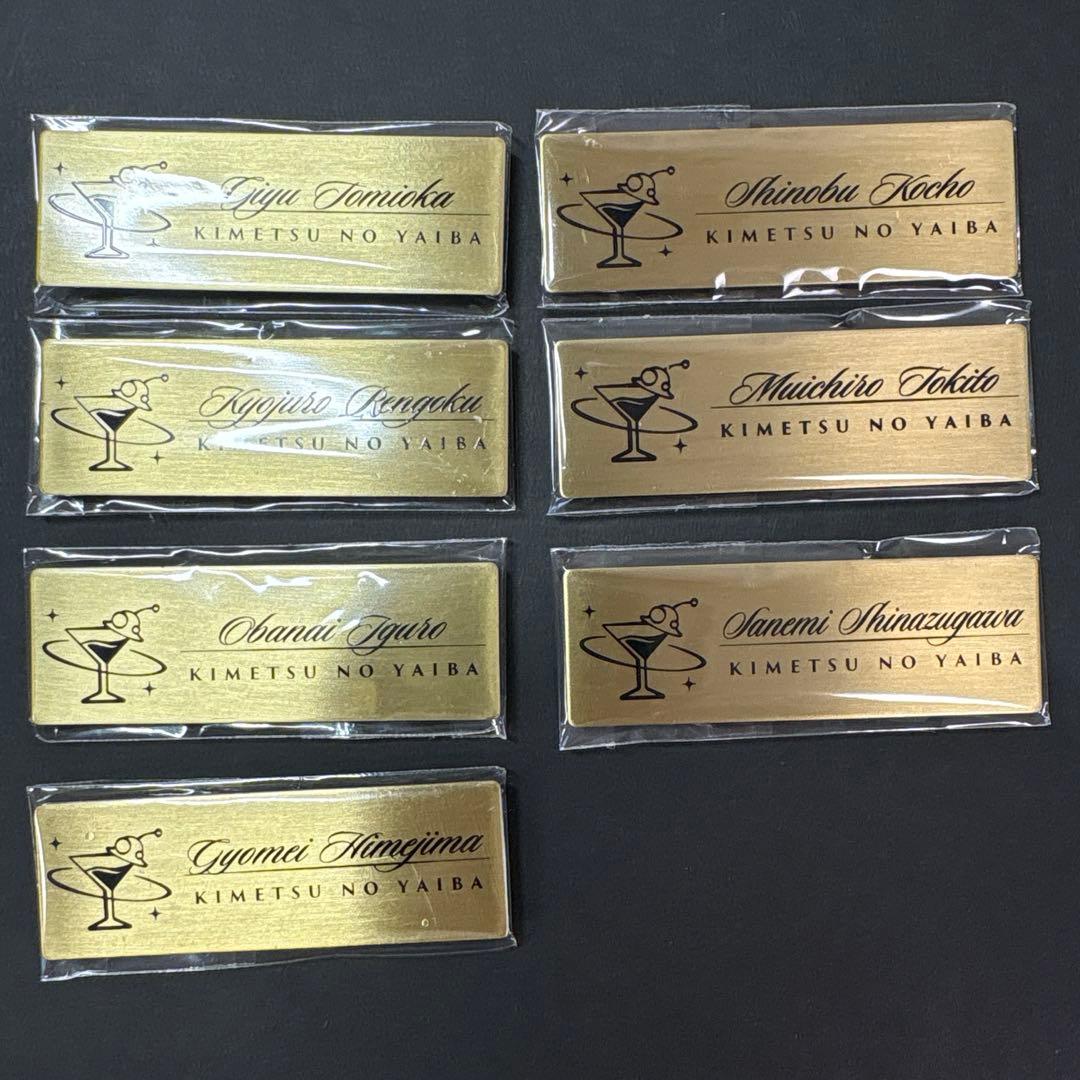 Giyu Tomioka
KIMETSU NO YAIBA
Shinobu Kocho
KIMETSU NO YAIBA
Kyojuro Rengoku
KIMETSU NO YAIBA
Muichiro Tokito
KIMETSU NO YAIBA
Obanai Iguro
KIMETSU NO YAIBA
Sanemi Shinazugawa
KIMETSU NO YAIBA
Gyomei Himejima
KIMETSU NO YAIBA